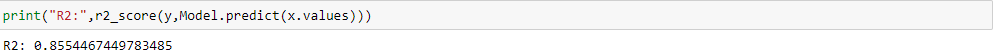 print("R2:",r2_score(y,Model.predict(x.values)))
R2: 0.8554467449783485